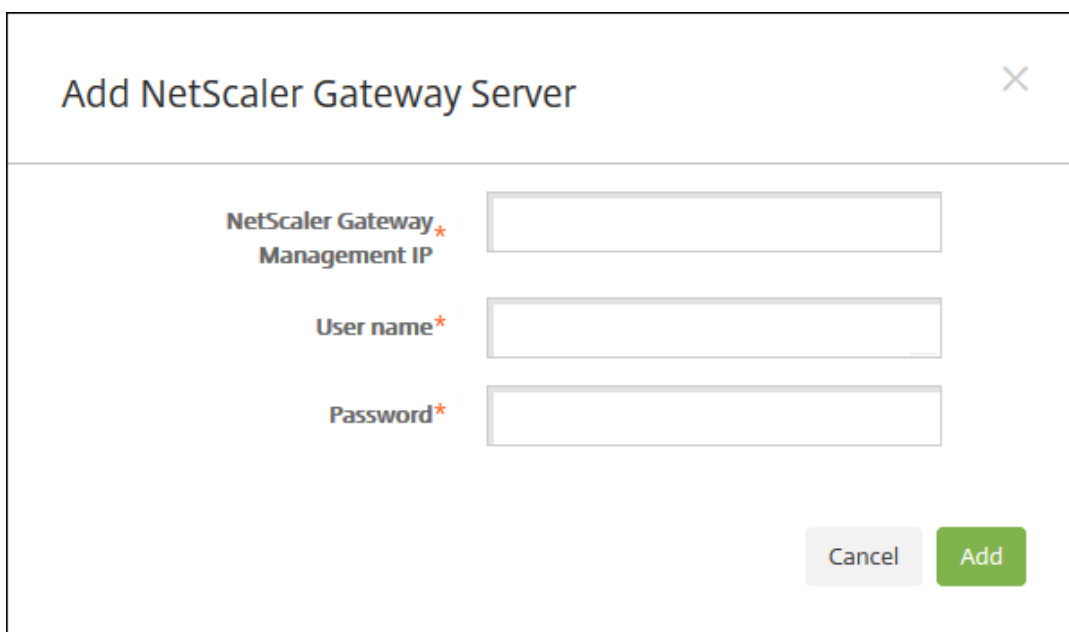 Add NetScaler Gateway Server
NetScaler Gateway*
Management IP
User name*
Password*
Cancel
Add